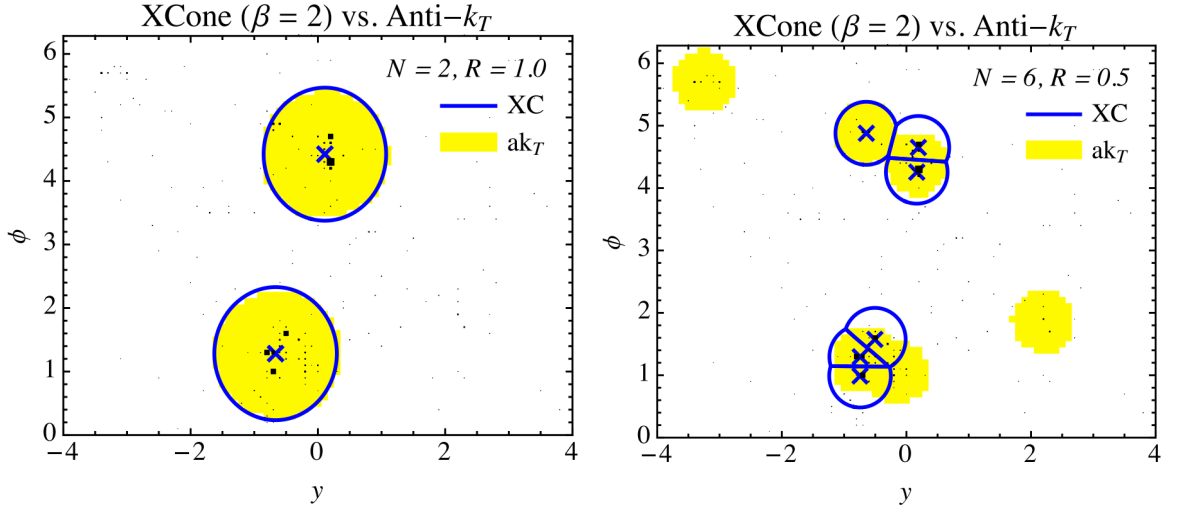 XCone (β = 2) vs. Anti−kT
N = 2, R = 1.0
XC
akT
6
5
4
3
2
1
0
ϕ
−4
−2
0
2
4
y
XCone (β = 2) vs. Anti−kT
N = 6, R = 0.5
XC
akT
6
5
4
3
2
1
0
ϕ
−4
−2
0
2
4
y